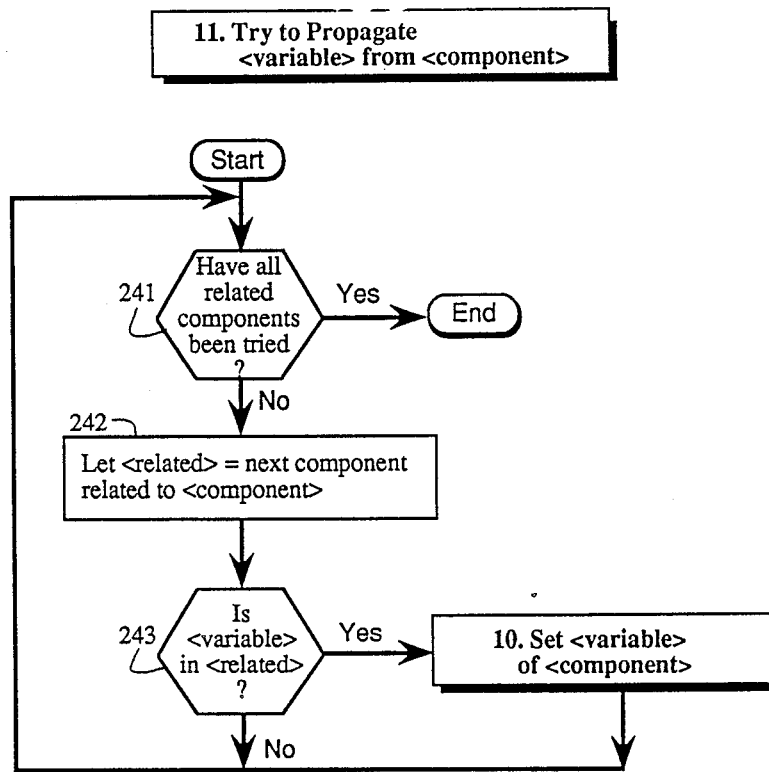 11. Try to Propagate
<variable> from <component>
Start
Have all
related
components
been tried
?
241
Yes
End
No
242
Let <related> = next component
related to <component>
Is
<variable>
in <related>
?
243
Yes
10. Set <variable>
of <component>
No